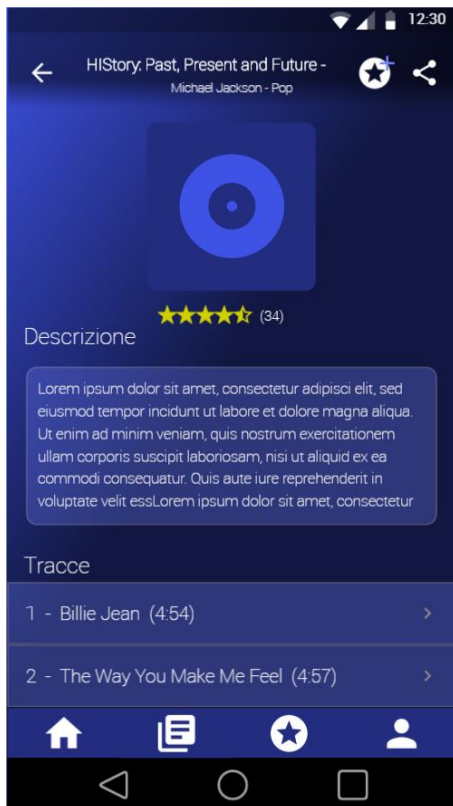 12:30
HIStory: Past, Present and Future -
Michael Jackson - Pop
(34)
Descrizione
Lorem ipsum dolor sit amet, consectetur adipisci elit, sed
eiusmod tempor incidunt ut labore et dolore magna aliqua.
Ut enim ad minim veniam, quis nostrum exercitationem
ullam corporis suscipit laboriosam, nisi ut aliquid ex ea
commodi consequatur. Quis aute iure reprehenderit in
voluptate velit essLorem ipsum dolor sit amet, consectetur
Tracce
1 - Billie Jean (4:54)
2 - The Way You Make Me Feel (4:57)